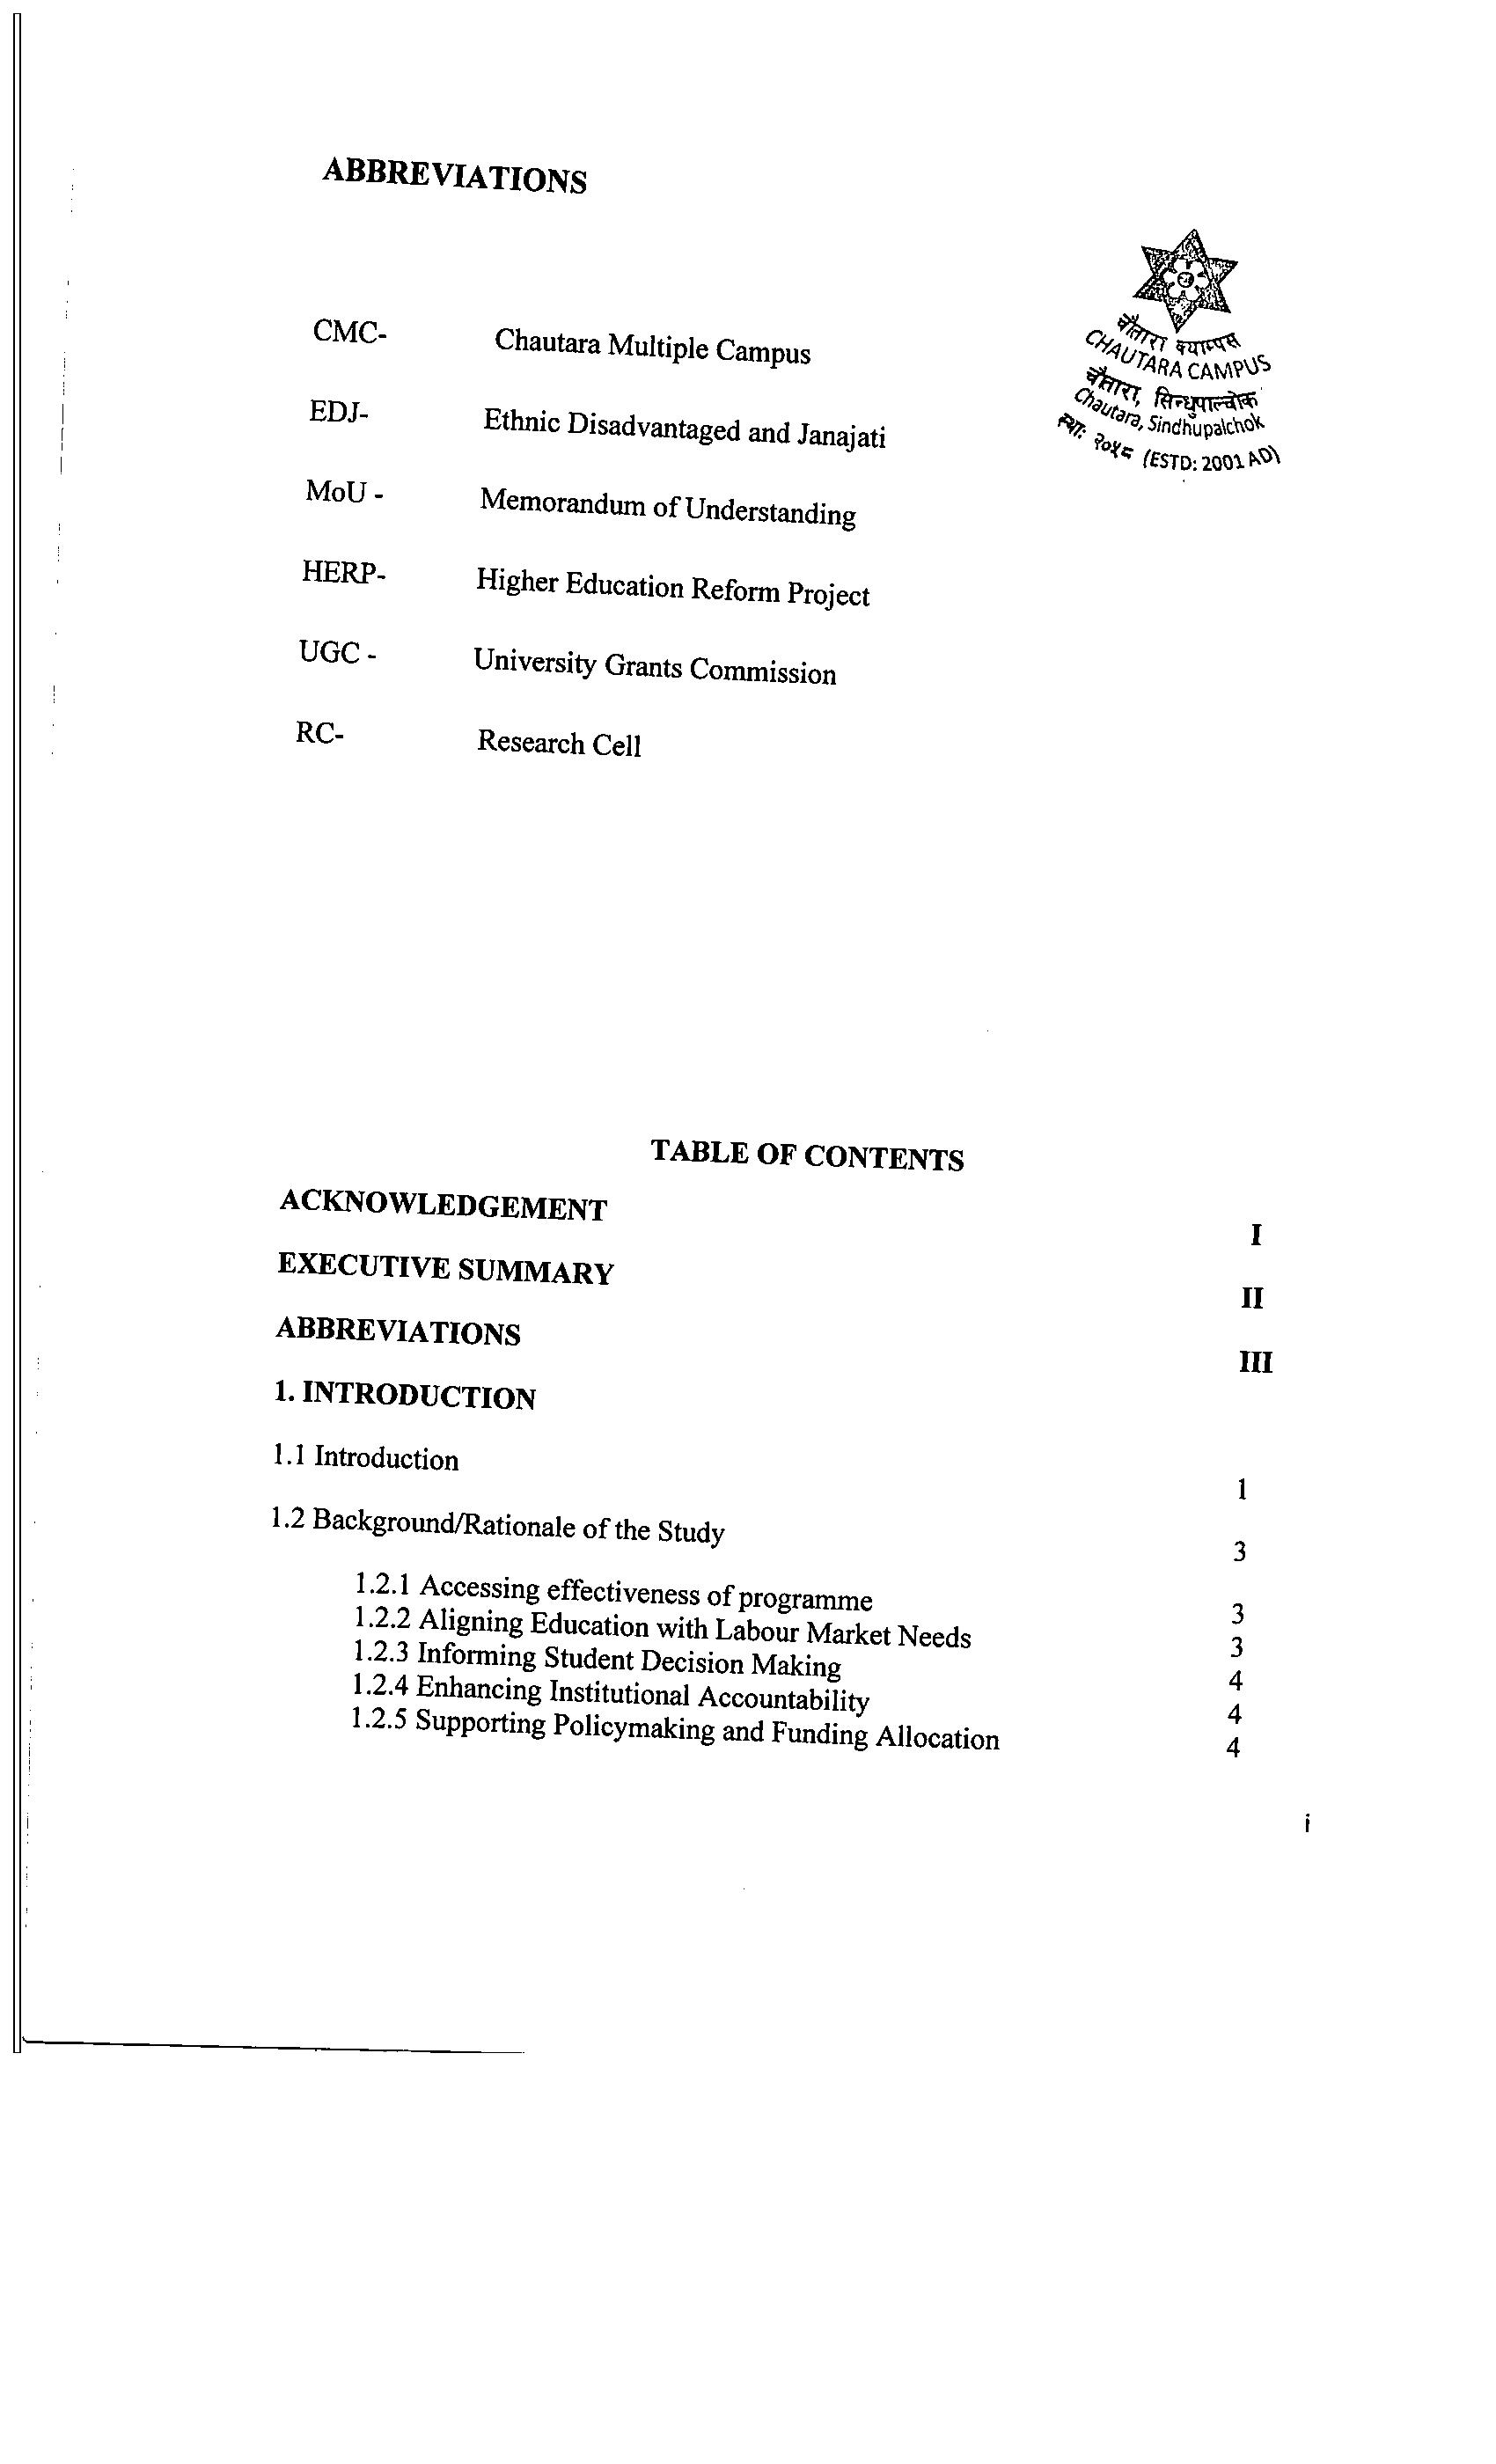 ABBREVIATIONS
चौतारा क्याम्पस
CHAUTARA CAMPUS
चौतारा, सिन्धुपाल्चोक
Chautara, Sindhupalchok
स्था: २०५८ (ESTD: 2001 AD)
CMC- Chautara Multiple Campus
EDJ- Ethnic Disadvantaged and Janajati
MoU - Memorandum of Understanding
HERP- Higher Education Reform Project
UGC - University Grants Commission
RC- Research Cell
TABLE OF CONTENTS
ACKNOWLEDGEMENT I
EXECUTIVE SUMMARY II
ABBREVIATIONS III
1. INTRODUCTION
1.1 Introduction 1
1.2 Background/Rationale of the Study 3
1.2.1 Accessing effectiveness of programme 3
1.2.2 Aligning Education with Labour Market Needs 3
1.2.3 Informing Student Decision Making 4
1.2.4 Enhancing Institutional Accountability 4
1.2.5 Supporting Policymaking and Funding Allocation 4
i